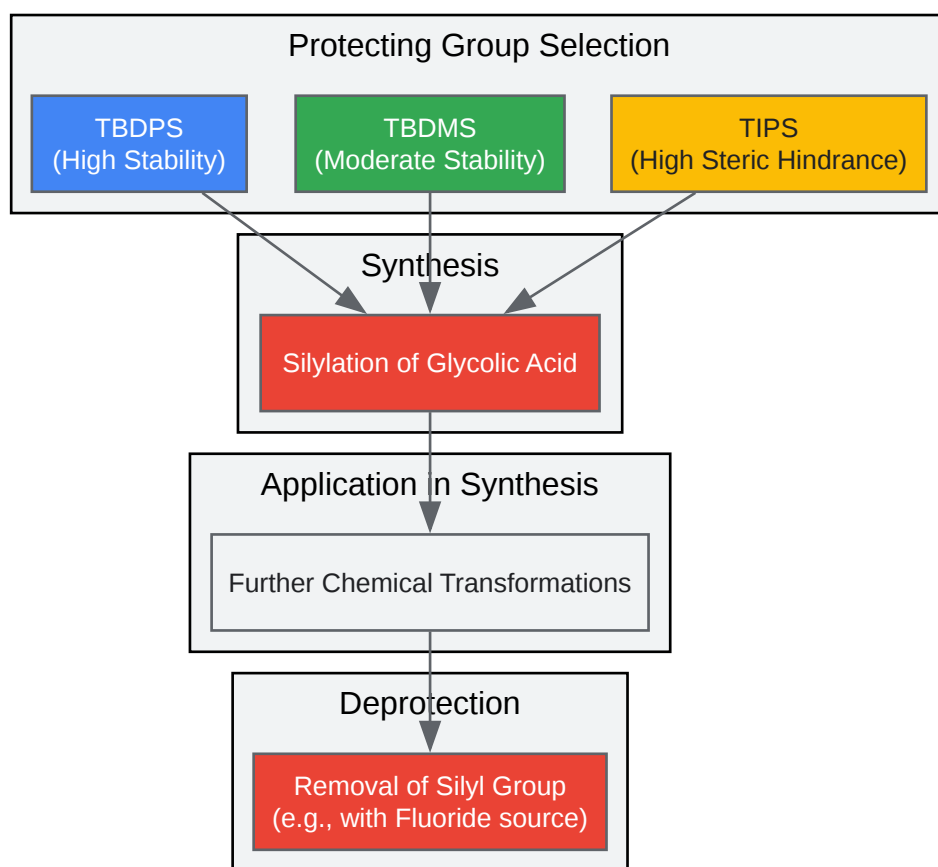 Protecting Group Selection
TBDPS
(High Stability)
TBDMS
(Moderate Stability)
TIPS
(High Steric Hindrance)
Synthesis
Silylation of Glycolic Acid
Application in Synthesis
Further Chemical Transformations
Deprotection
Removal of Silyl Group
(e.g., with Fluoride source)